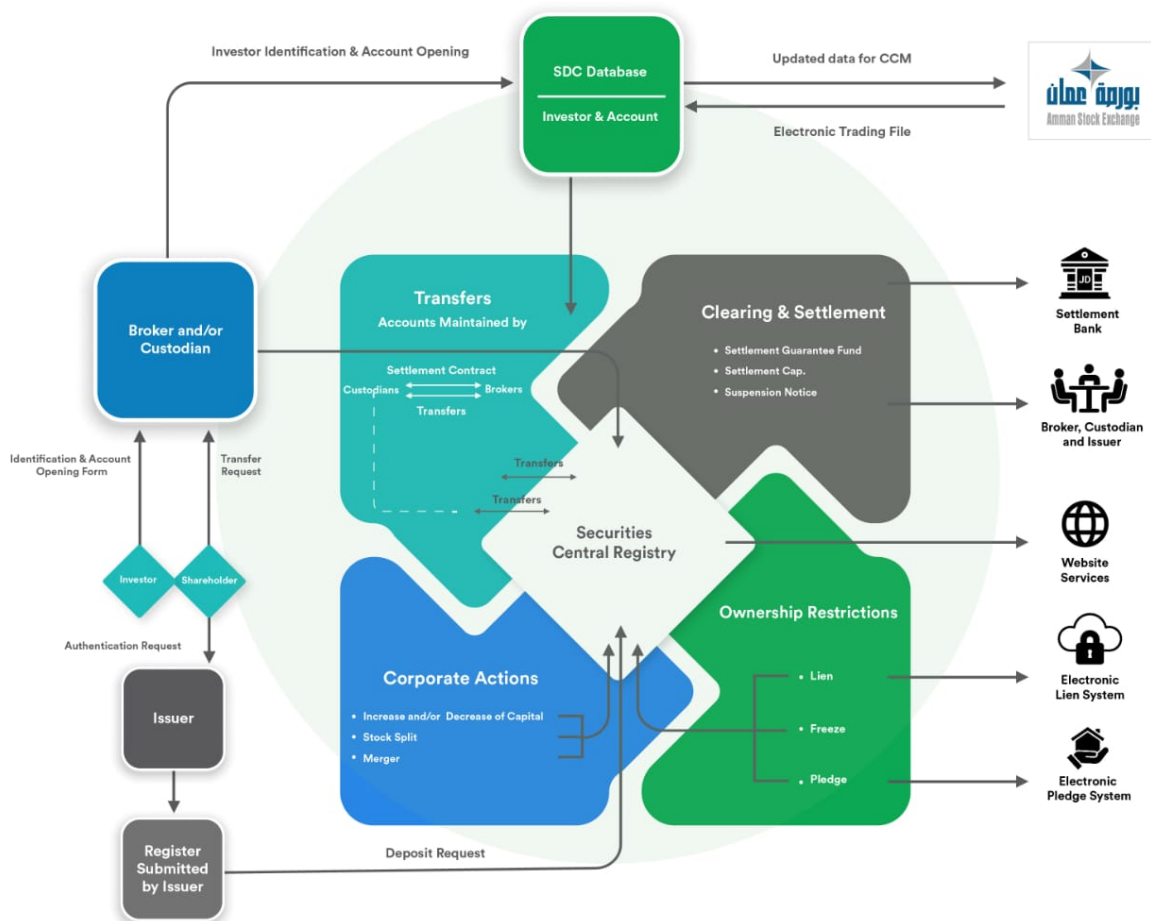 Investor Identification & Account Opening
SDC Database
Investor & Account
Updated data for CCM
Electronic Trading File
بورصة عمان
Amman Stock Exchange
Broker and/or
Custodian
Transfers
Accounts Maintained by
Settlement Contract
Custodians
Brokers
Transfers
Transfers
Transfers
Clearing & Settlement
• Settlement Guarantee Fund
• Settlement Cap.
• Suspension Notice
JD
Settlement
Bank
Broker, Custodian
and Issuer
Identification & Account
Opening Form
Transfer
Request
Investor
Shareholder
Securities
Central Registry
Website
Services
Authentication Request
Issuer
Corporate Actions
• Increase and/or Decrease of Capital
• Stock Split
• Merger
Ownership Restrictions
• Lien
• Freeze
• Pledge
Electronic
Lien System
Electronic
Pledge System
Register
Submitted
by Issuer
Deposit Request